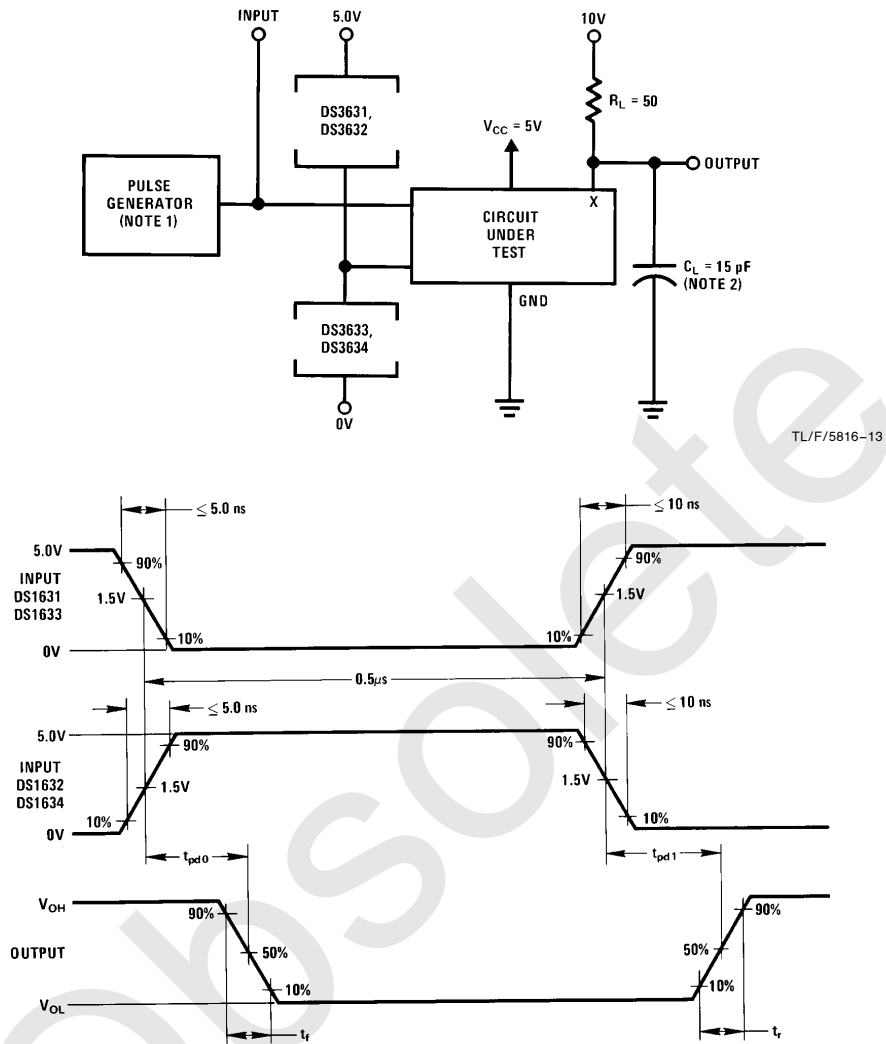 INPUT
5.0V
10V
DS3631,
DS3632
R_L = 50
V_CC = 5V
OUTPUT
PULSE
GENERATOR
(NOTE 1)
X
CIRCUIT
UNDER
TEST
C_L = 15 pF
(NOTE 2)
GND
DS3633,
DS3634
0V
TL/F/5816–13
≤ 5.0 ns
≤ 10 ns
5.0V
90%
90%
INPUT
DS1631
DS1633
1.5V
1.5V
10%
10%
0V
0.5µs
≤ 5.0 ns
≤ 10 ns
5.0V
90%
90%
INPUT
DS1632
DS1634
1.5V
1.5V
10%
10%
0V
t_pd0
t_pd1
V_OH
90%
90%
OUTPUT
50%
50%
10%
10%
V_OL
t_f
t_r
Obsolete